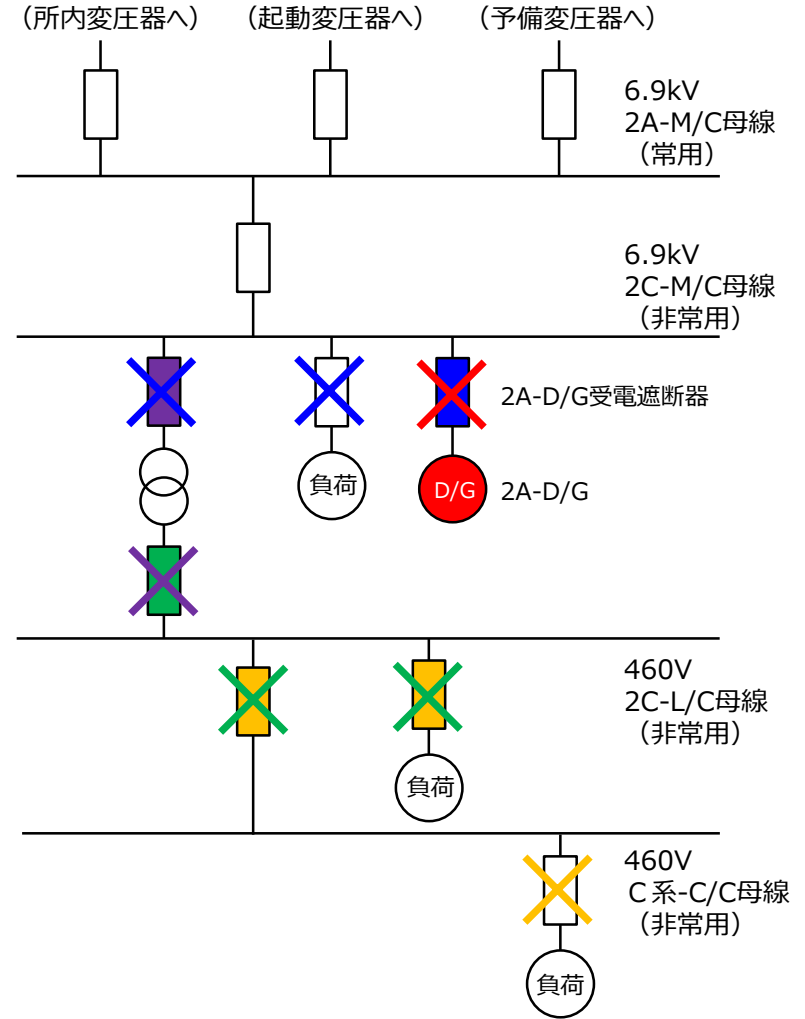 （所内変圧器へ）
（起動変圧器へ）
（予備変圧器へ）
6.9kV
2A-M/C母線
（常用）
6.9kV
2C-M/C母線
（非常用）
2A-D/G受電遮断器
負荷
D/G
2A-D/G
460V
2C-L/C母線
（非常用）
負荷
460V
Ｃ系-C/C母線
（非常用）
負荷